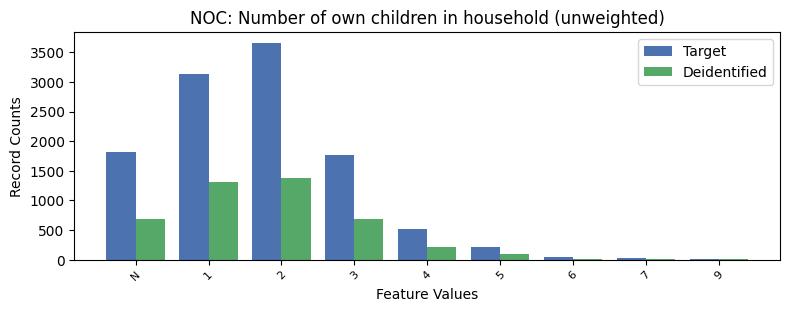 NOC: Number of own children in household (unweighted)
Target
Deidentified
Record Counts
3500
3000
2500
2000
1500
1000
500
0
N 1 2 3 4 5 6 7 9
Feature Values